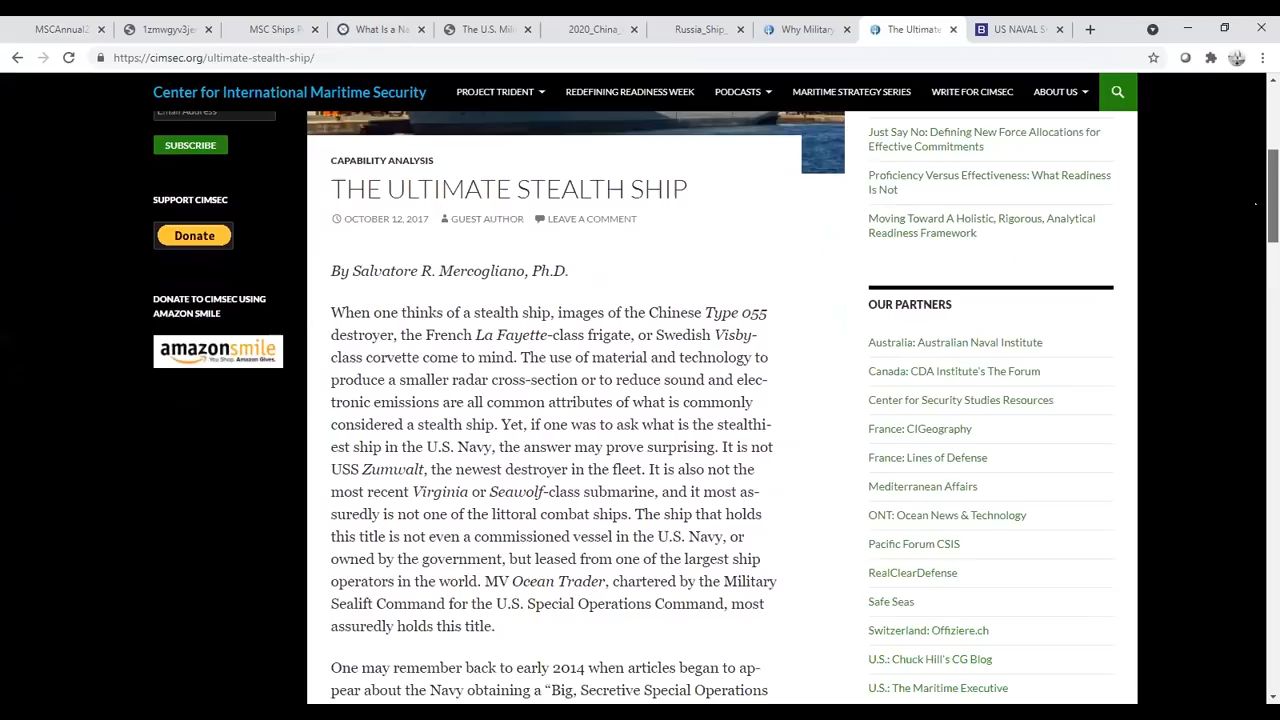 MSCAnnual2
1zmwgyv3je
MSC Ships P
What Is a Na
The U.S. Mili
2020_China_
Russia_Ship_
Why Military
The Ultimate
US NAVAL S
https://cimsec.org/ultimate-stealth-ship/
Center for International Maritime Security
PROJECT TRIDENT
REDEFINING READINESS WEEK
PODCASTS
MARITIME STRATEGY SERIES
WRITE FOR CIMSEC
ABOUT US
Email Address
SUBSCRIBE
SUPPORT CIMSEC
Donate
DONATE TO CIMSEC USING
AMAZON SMILE
amazonsmile
You Shop. Amazon Gives.
CAPABILITY ANALYSIS
THE ULTIMATE STEALTH SHIP
OCTOBER 12, 2017 GUEST AUTHOR LEAVE A COMMENT
By Salvatore R. Mercogliano, Ph.D.
When one thinks of a stealth ship, images of the Chinese Type 055
destroyer, the French La Fayette-class frigate, or Swedish Visby-
class corvette come to mind. The use of material and technology to
produce a smaller radar cross-section or to reduce sound and elec-
tronic emissions are all common attributes of what is commonly
considered a stealth ship. Yet, if one was to ask what is the stealthi-
est ship in the U.S. Navy, the answer may prove surprising. It is not
USS Zumwalt, the newest destroyer in the fleet. It is also not the
most recent Virginia or Seawolf-class submarine, and it most as-
suredly is not one of the littoral combat ships. The ship that holds
this title is not even a commissioned vessel in the U.S. Navy, or
owned by the government, but leased from one of the largest ship
operators in the world. MV Ocean Trader, chartered by the Military
Sealift Command for the U.S. Special Operations Command, most
assuredly holds this title.
One may remember back to early 2014 when articles began to ap-
pear about the Navy obtaining a “Big, Secretive Special Operations
Just Say No: Defining New Force Allocations for
Effective Commitments
Proficiency Versus Effectiveness: What Readiness
Is Not
Moving Toward A Holistic, Rigorous, Analytical
Readiness Framework
OUR PARTNERS
Australia: Australian Naval Institute
Canada: CDA Institute's The Forum
Center for Security Studies Resources
France: CIGeography
France: Lines of Defense
Mediterranean Affairs
ONT: Ocean News & Technology
Pacific Forum CSIS
RealClearDefense
Safe Seas
Switzerland: Offiziere.ch
U.S.: Chuck Hill's CG Blog
U.S.: The Maritime Executive